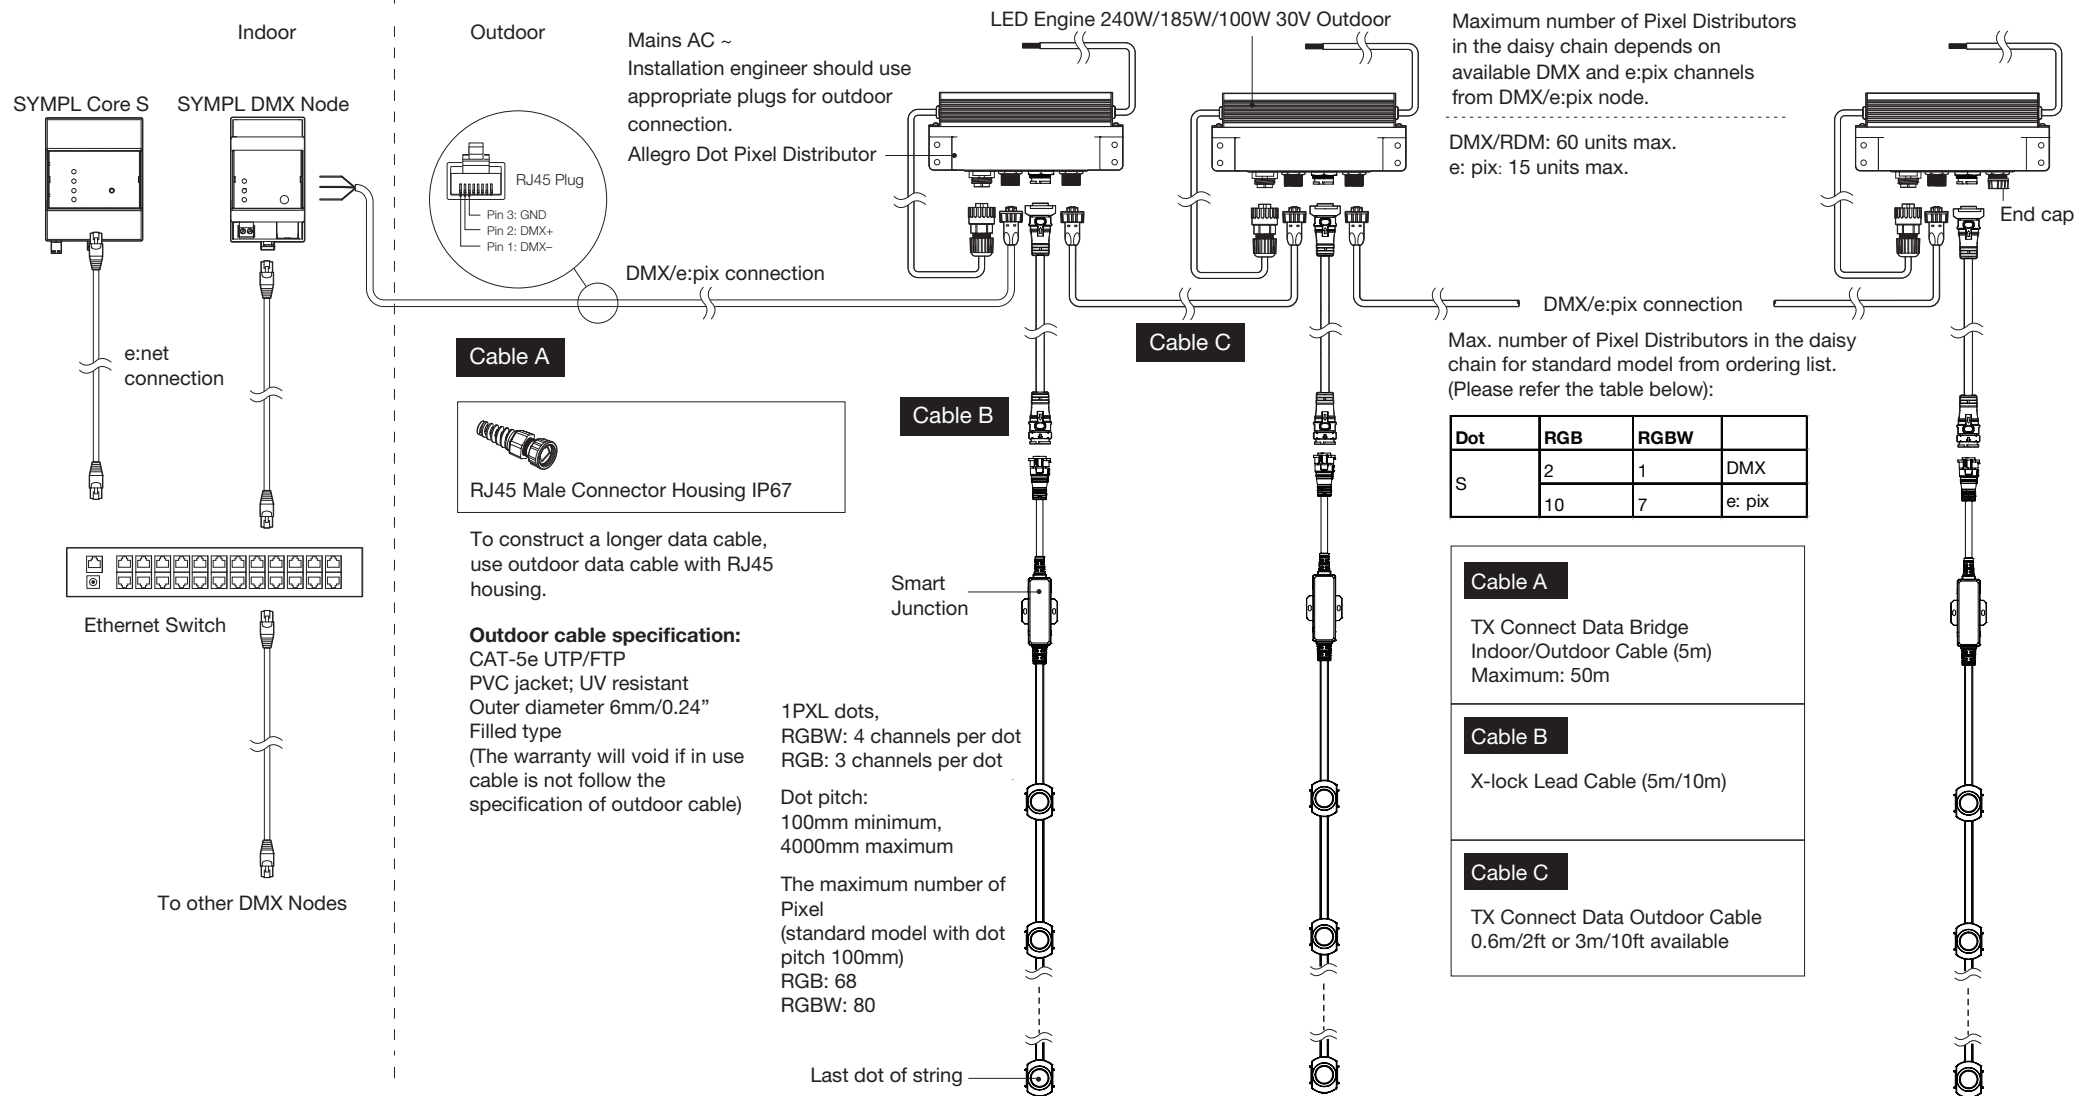 Indoor
Outdoor
SYMPL Core S
SYMPL DMX Node
Mains AC ~
Installation engineer should use
appropriate plugs for outdoor
connection.
Allegro Dot Pixel Distributor
LED Engine 240W/185W/100W 30V Outdoor
Maximum number of Pixel Distributors
in the daisy chain depends on
available DMX and e:pix channels
from DMX/e:pix node.
DMX/RDM: 60 units max.
e: pix: 15 units max.
End cap
RJ45 Plug
Pin 3: GND
Pin 2: DMX+
Pin 1: DMX–
DMX/e:pix connection
DMX/e:pix connection
e:net
connection
Cable A
Cable C
Cable B
RJ45 Male Connector Housing IP67
To construct a longer data cable,
use outdoor data cable with RJ45
housing.
Outdoor cable specification:
CAT-5e UTP/FTP
PVC jacket; UV resistant
Outer diameter 6mm/0.24”
Filled type
(The warranty will void if in use
cable is not follow the
specification of outdoor cable)
Ethernet Switch
To other DMX Nodes
Smart
Junction
1PXL dots,
RGBW: 4 channels per dot
RGB: 3 channels per dot
Dot pitch:
100mm minimum,
4000mm maximum
The maximum number of
Pixel
(standard model with dot
pitch 100mm)
RGB: 68
RGBW: 80
Last dot of string
Max. number of Pixel Distributors in the daisy
chain for standard model from ordering list.
(Please refer the table below):
Dot RGB RGBW
S 2 1 DMX
10 7 e: pix
Cable A
TX Connect Data Bridge
Indoor/Outdoor Cable (5m)
Maximum: 50m
Cable B
X-lock Lead Cable (5m/10m)
Cable C
TX Connect Data Outdoor Cable
0.6m/2ft or 3m/10ft available